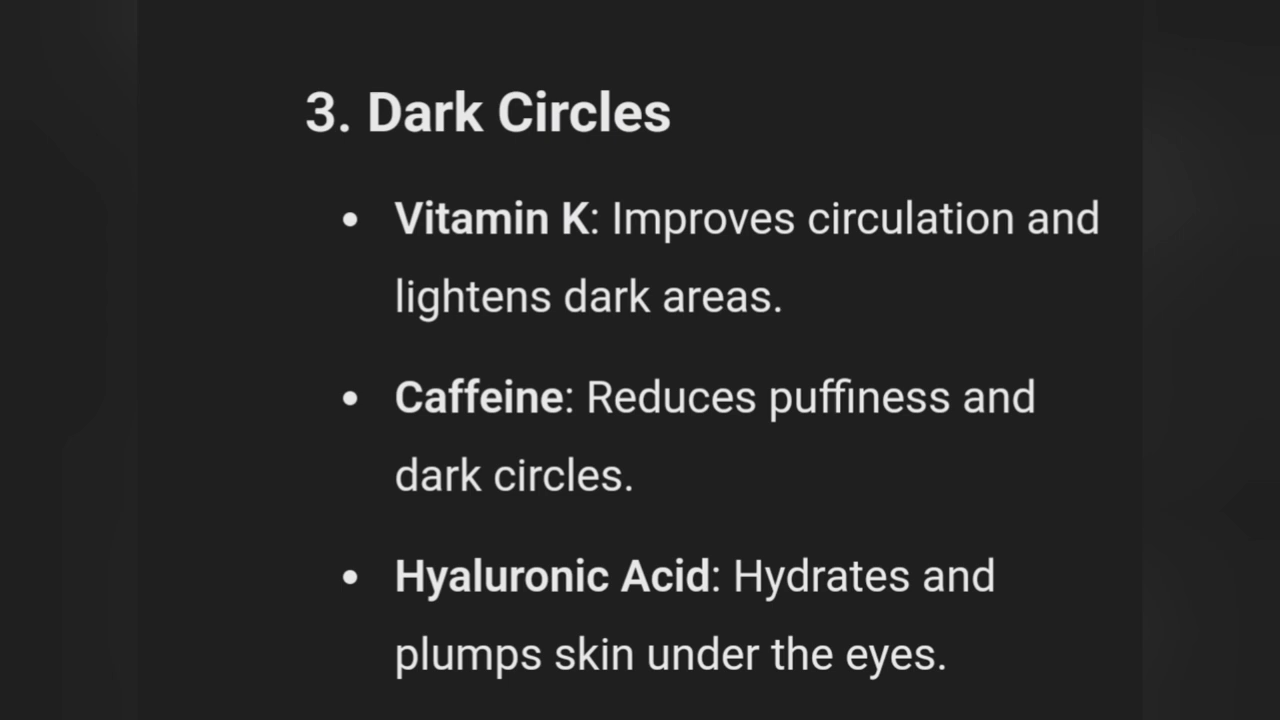 3. Dark Circles
• Vitamin K: Improves circulation and
lightens dark areas.
• Caffeine: Reduces puffiness and
dark circles.
• Hyaluronic Acid: Hydrates and
plumps skin under the eyes.